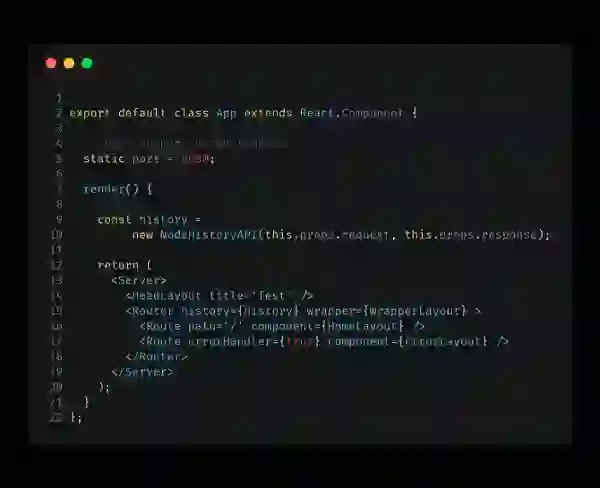 1
2 export default class App extends React.Component {
3
4
5 static port =
6
7 render() {
8
9 const history =
10 new NodeHistoryAPI(this.props.request, this.props.response);
11
12 return (
13 <Server>
14 <HeadLayout title="Test" />
15 <Router history={history} wrapper={wrapperLayout} >
16 <Route path="/" component={HomeLayout} />
17 <Route errorHandler={true} component={ErrorLayout} />
18 </Router>
19 </Server>
20 );
21 }
22 };